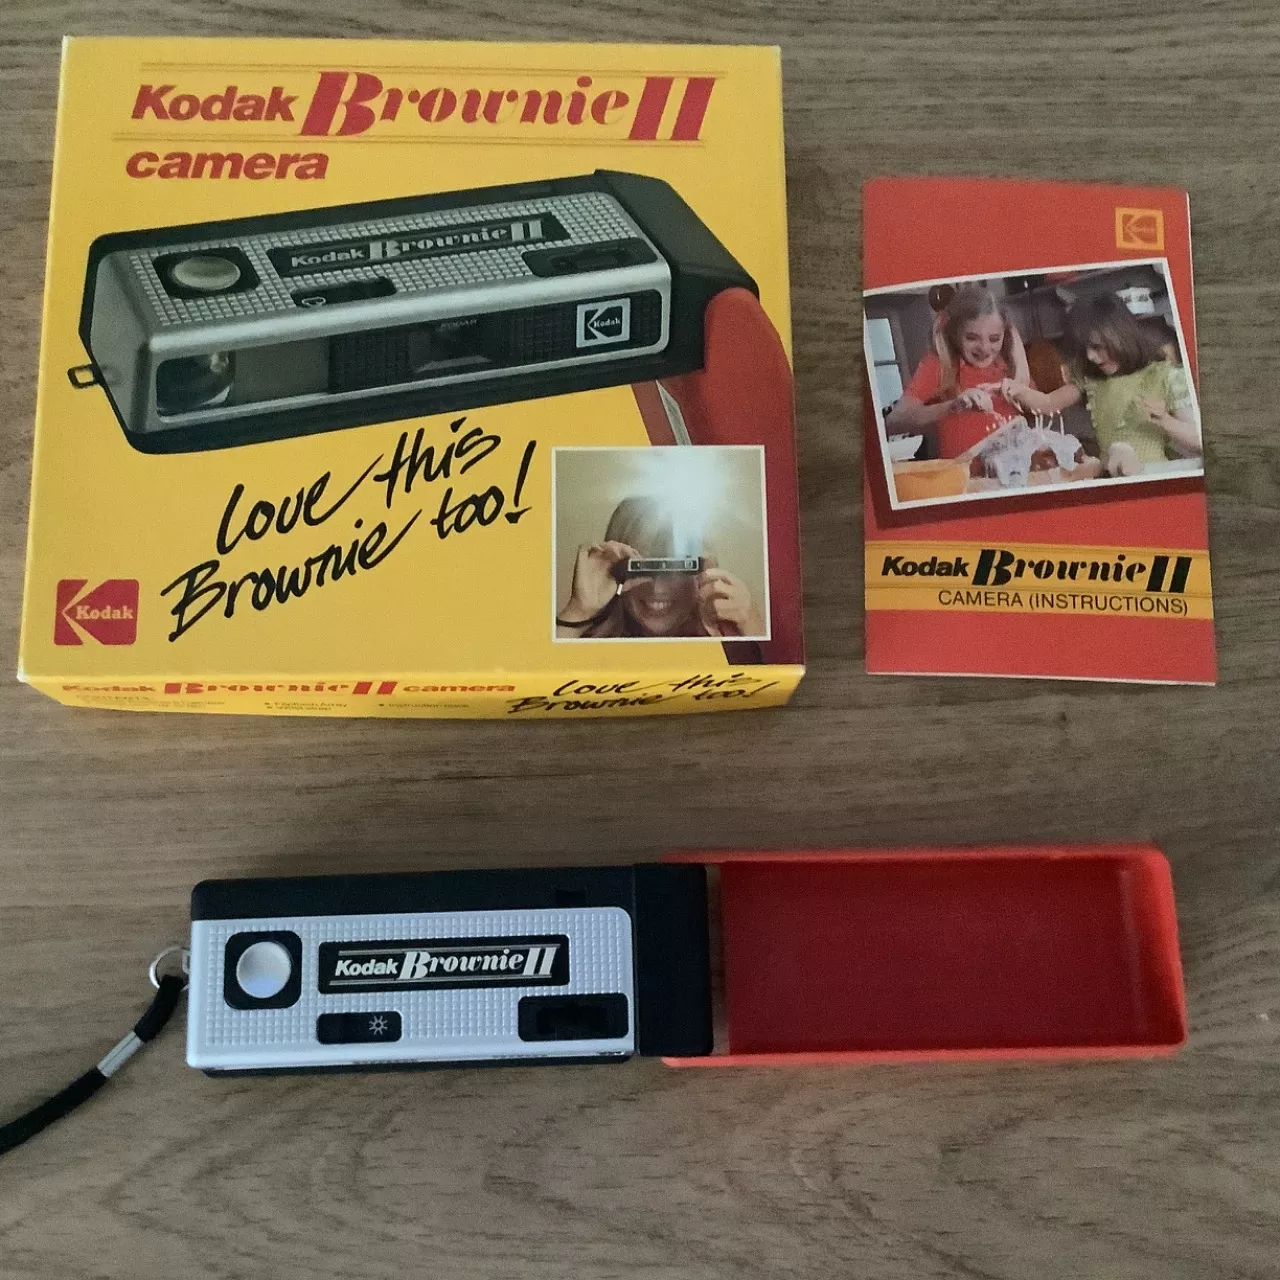 Kodak Brownie II
camera
Kodak Brownie II
Kodak
Love this
Brownie too!
Kodak
Kodak Brownie II camera
Love this
Brownie too!
Kodak
Kodak Brownie II
CAMERA (INSTRUCTIONS)
Kodak Brownie II